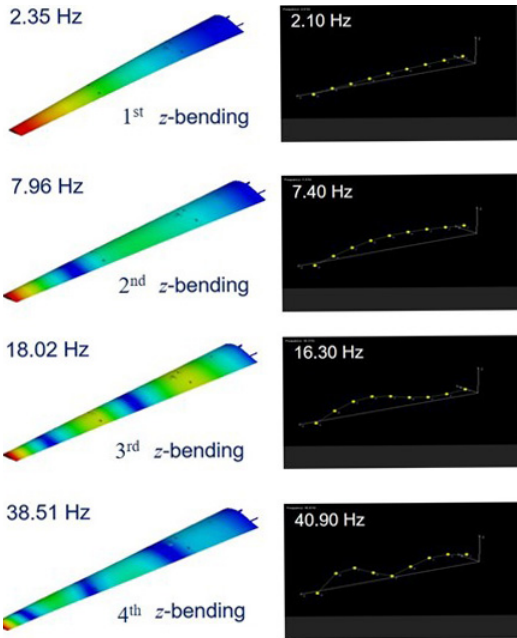 2.35 Hz
2.10 Hz
1st z-bending
7.96 Hz
7.40 Hz
2nd z-bending
18.02 Hz
16.30 Hz
3rd z-bending
38.51 Hz
40.90 Hz
4th z-bending